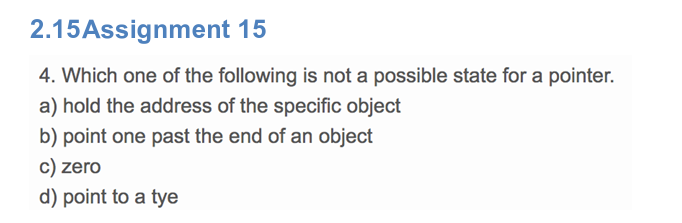 2.15Assignment 15
4. Which one of the following is not a possible state for a pointer.
a) hold the address of the specific object
b) point one past the end of an object
c) zero
d) point to a tye